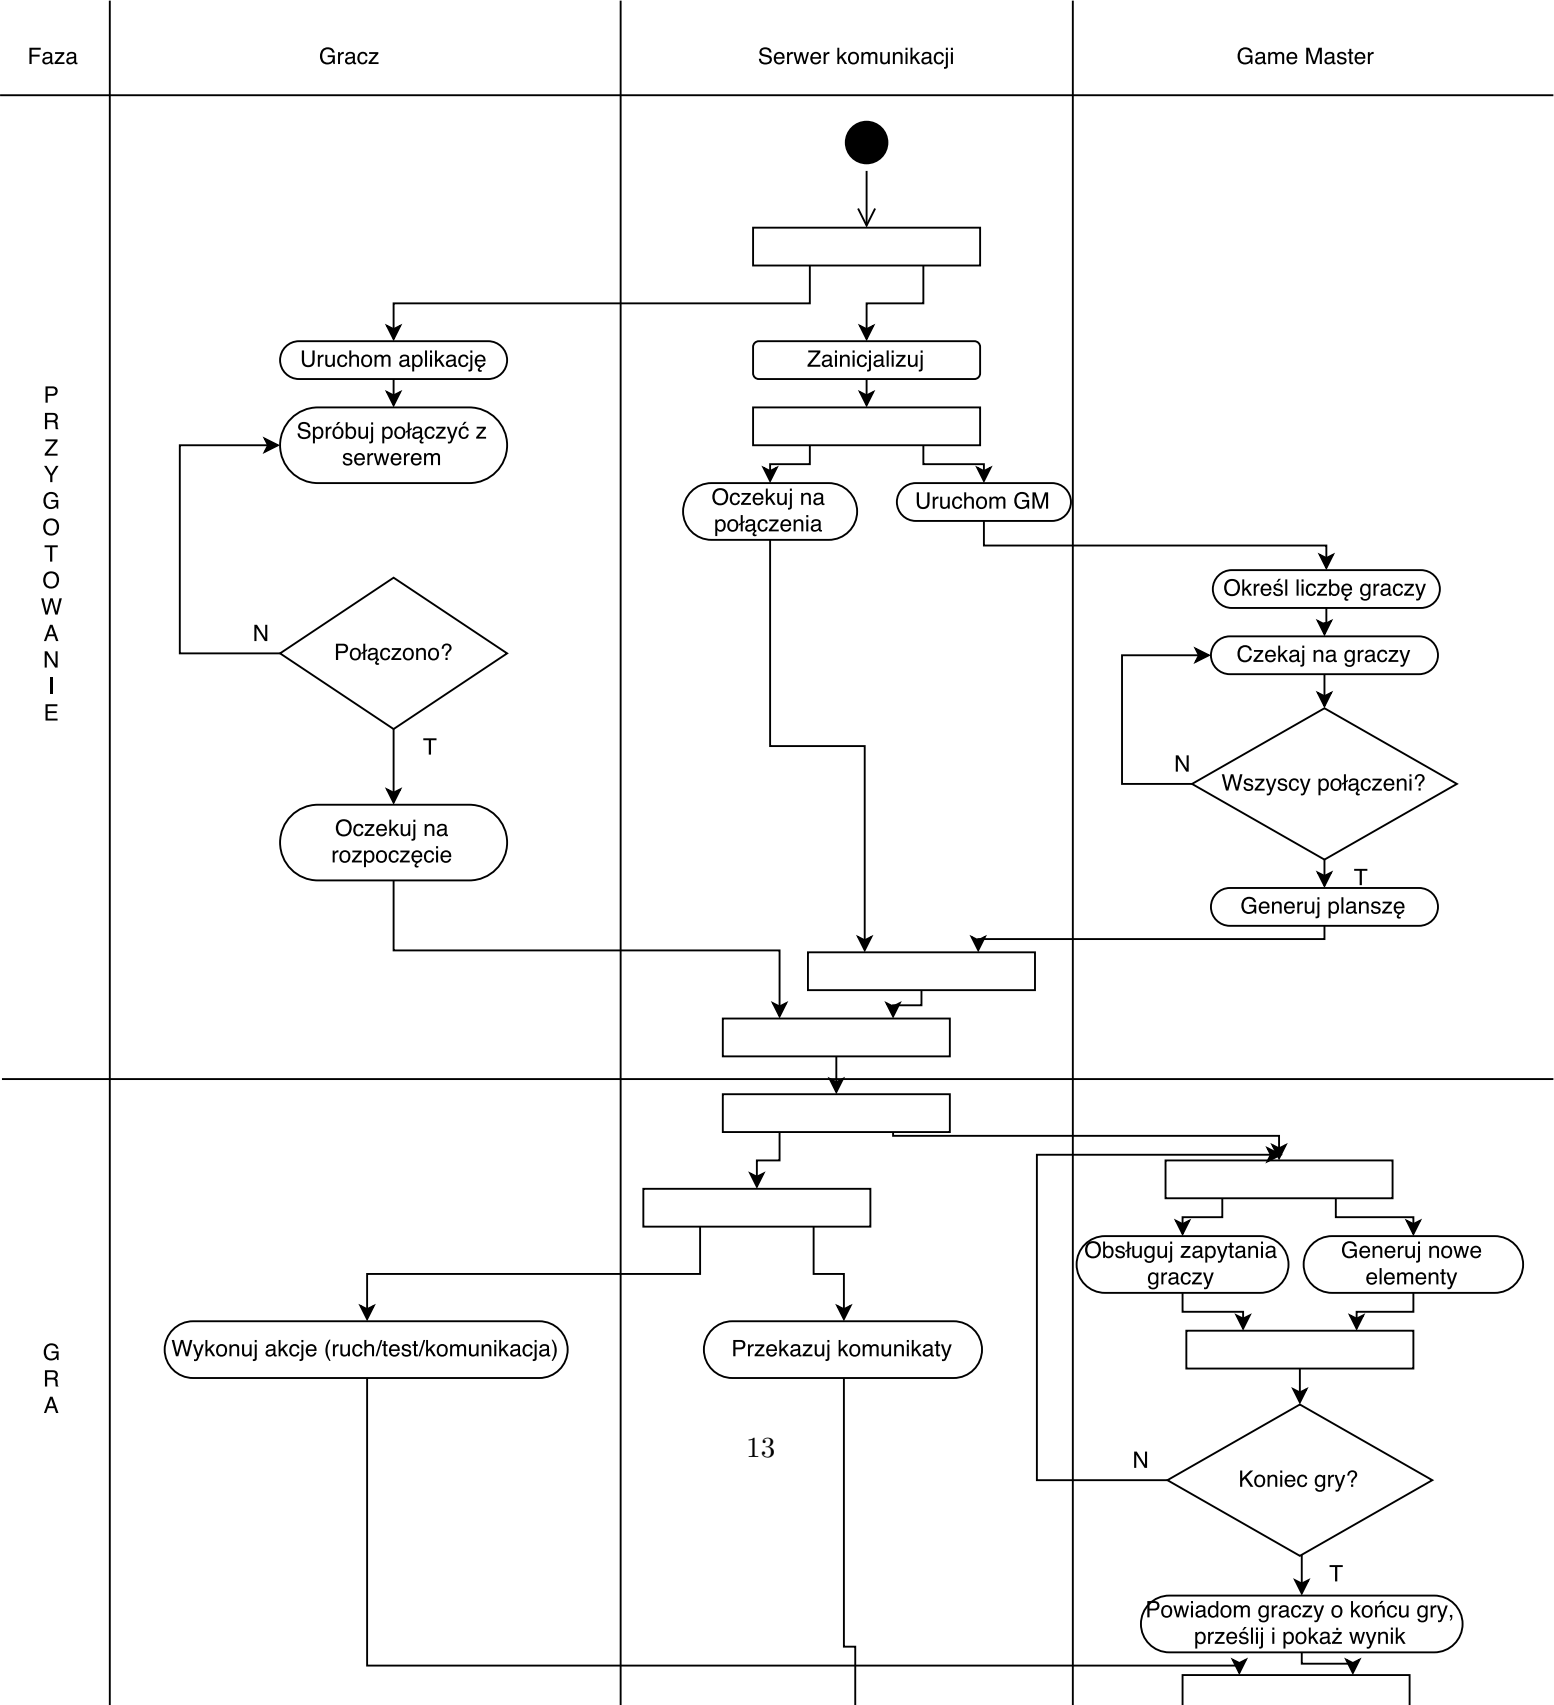 Faza
Gracz
Serwer komunikacji
Game Master
P
R
Z
Y
G
O
T
O
W
A
N
I
E
Uruchom aplikację
Zainicjalizuj
Spróbuj połączyć z
serwerem
Oczekuj na
połączenia
Uruchom GM
Określ liczbę graczy
N
Połączono?
Czekaj na graczy
T
N
Wszyscy połączeni?
Oczekuj na
rozpoczęcie
T
Generuj planszę
G
R
A
Obsługuj zapytania
graczy
Generuj nowe
elementy
Wykonuj akcje (ruch/test/komunikacja)
Przekazuj komunikaty
13
N
Koniec gry?
T
Powiadom graczy o końcu gry,
prześlij i pokaż wynik